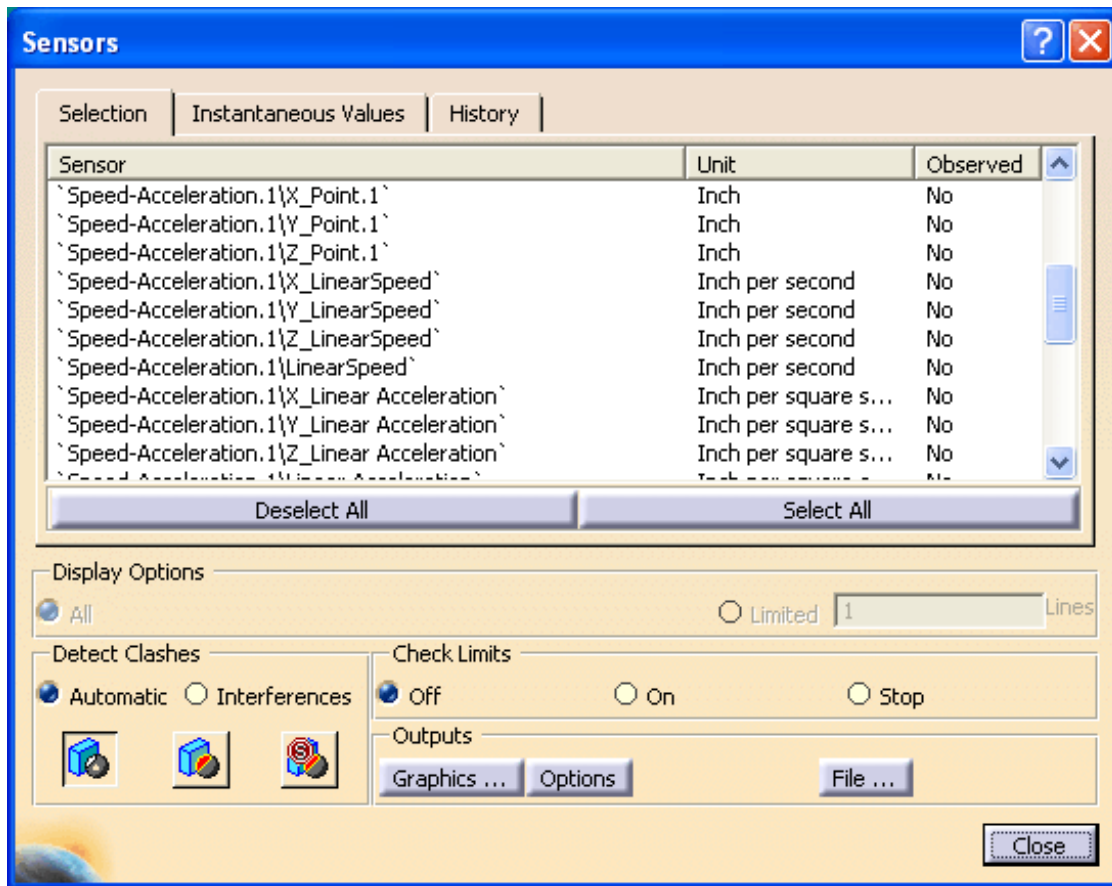 Sensors
Selection Instantaneous Values History
Sensor Unit Observed
`Speed-Acceleration.1\X_Point.1` Inch No
`Speed-Acceleration.1\Y_Point.1` Inch No
`Speed-Acceleration.1\Z_Point.1` Inch No
`Speed-Acceleration.1\X_LinearSpeed` Inch per second No
`Speed-Acceleration.1\Y_LinearSpeed` Inch per second No
`Speed-Acceleration.1\Z_LinearSpeed` Inch per second No
`Speed-Acceleration.1\LinearSpeed` Inch per second No
`Speed-Acceleration.1\X_Linear Acceleration` Inch per square s... No
`Speed-Acceleration.1\Y_Linear Acceleration` Inch per square s... No
`Speed-Acceleration.1\Z_Linear Acceleration` Inch per square s... No
Deselect All Select All
Display Options
All Limited 1 Lines
Detect Clashes Check Limits
Automatic Interferences Off On Stop
Outputs
Graphics ... Options File ...
Close